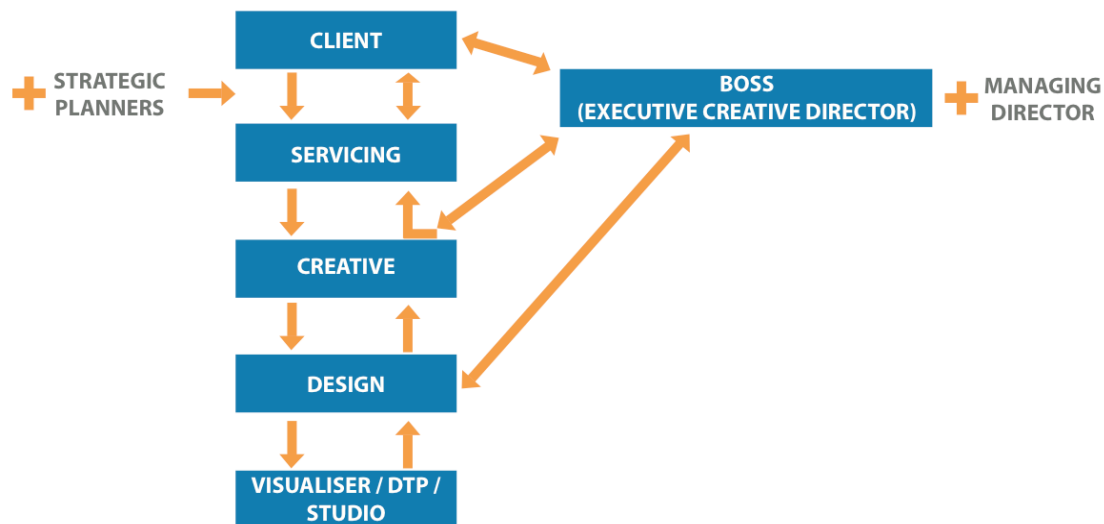 CLIENT
STRATEGIC
PLANNERS
BOSS
(EXECUTIVE CREATIVE DIRECTOR)
MANAGING
DIRECTOR
SERVICING
CREATIVE
DESIGN
VISUALISER / DTP /
STUDIO